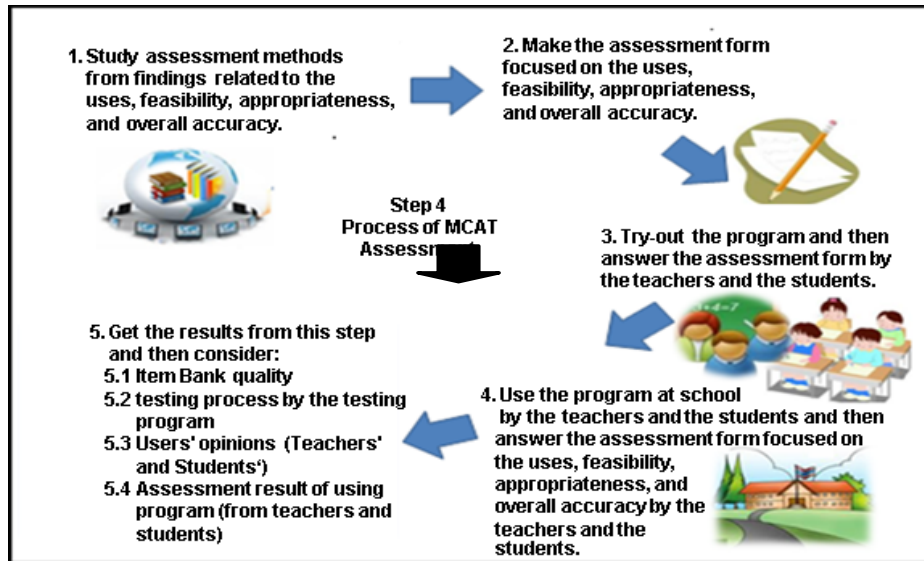 1. Study assessment methods
from findings related to the
uses, feasibility, appropriateness,
and overall accuracy.
2. Make the assessment form
focused on the uses,
feasibility, appropriateness,
and overall accuracy.
Step 4
Process of MCAT
3. Try-out the program and then
answer the assessment form by
the teachers and the students.
4. Use the program at school
by the teachers and the students and then
answer the assessment form focused on
the uses, feasibility,
appropriateness, and
overall accuracy by the
teachers and the
students.
5. Get the results from this step
and then consider:
5.1 Item Bank quality
5.2 testing process by the testing
program
5.3 Users' opinions (Teachers'
and Students‘)
5.4 Assessment result of using
program (from teachers and
students)